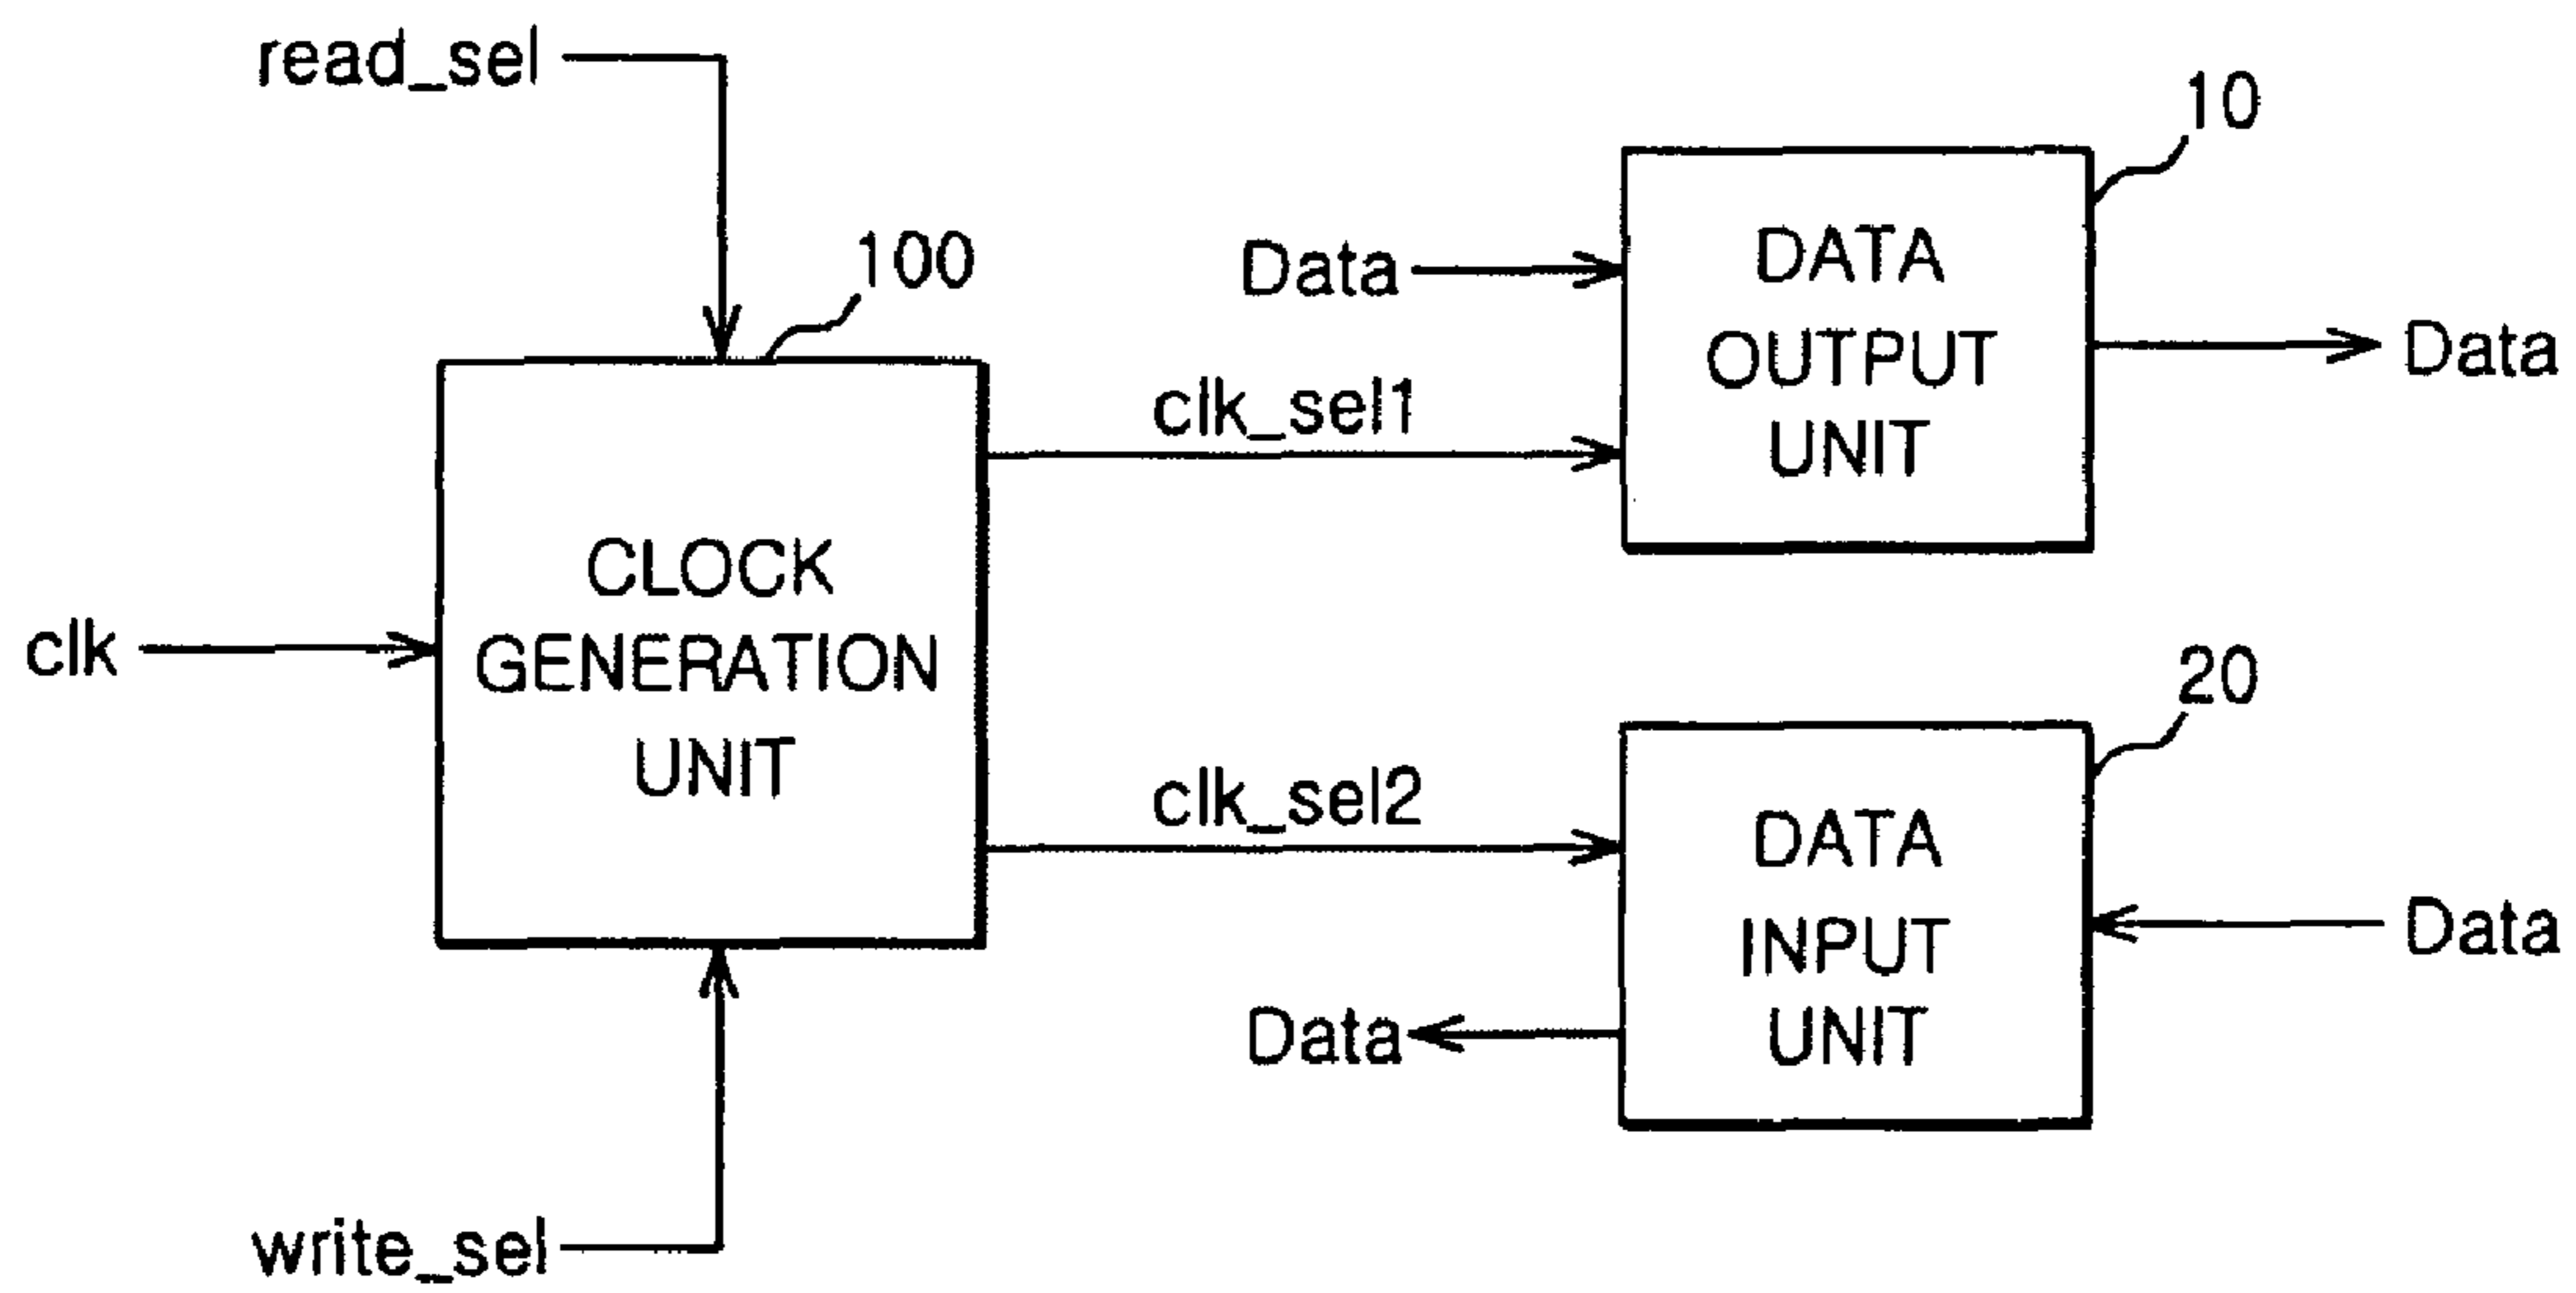 read_sel
10
100
Data
DATA
OUTPUT
UNIT
Data
clk_sel1
clk
CLOCK
GENERATION
UNIT
20
clk_sel2
DATA
INPUT
UNIT
Data
Data
write_sel